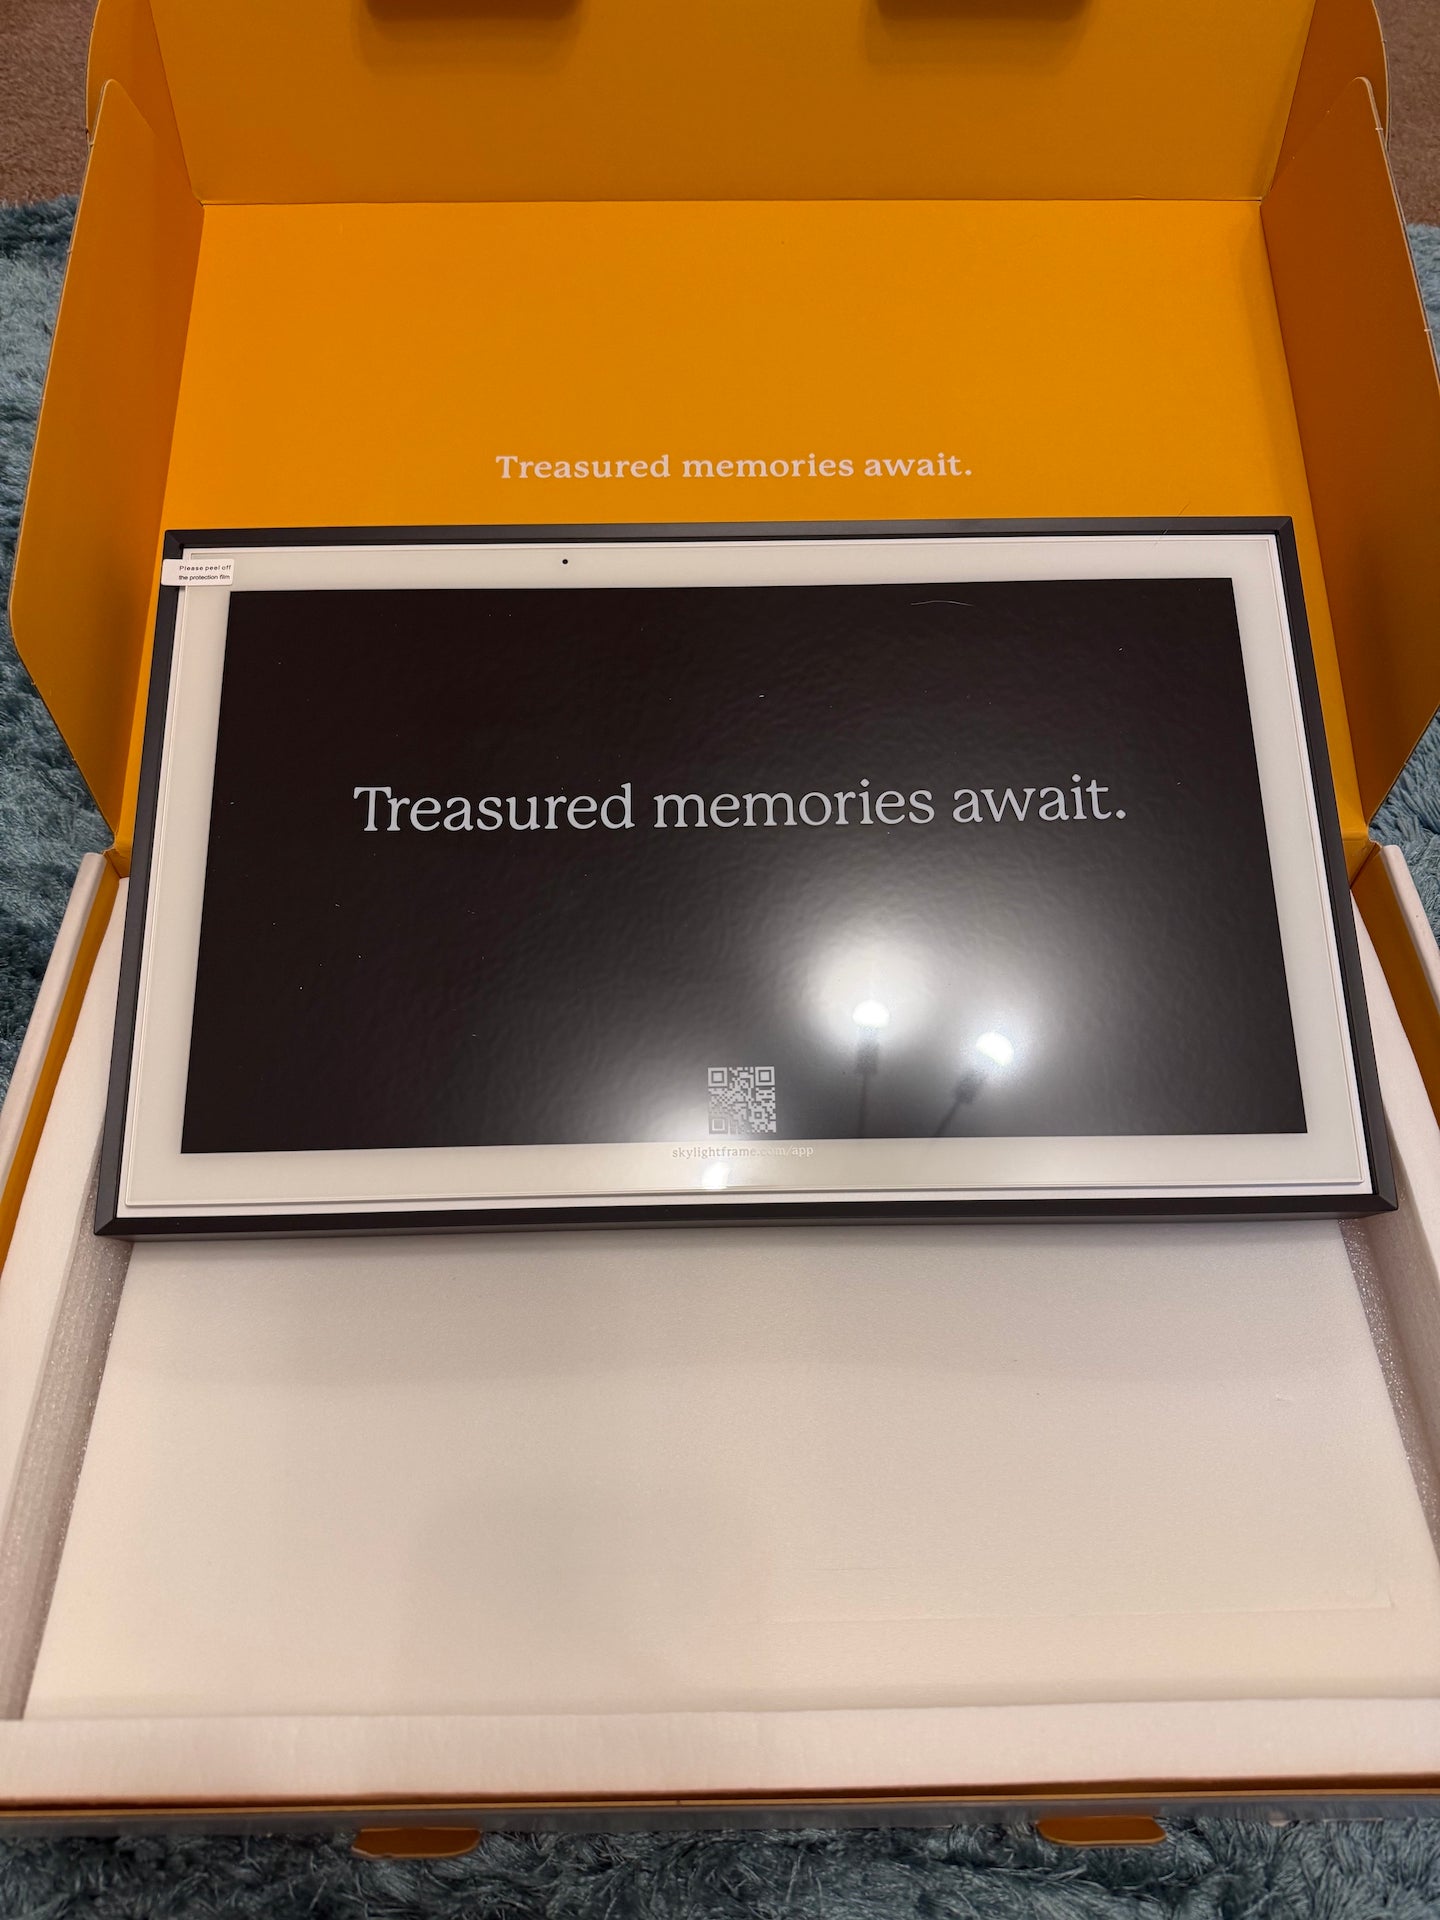 Treasured memories await.
Please peel off
the protection film
Treasured memories await.
skylightframe.com/app